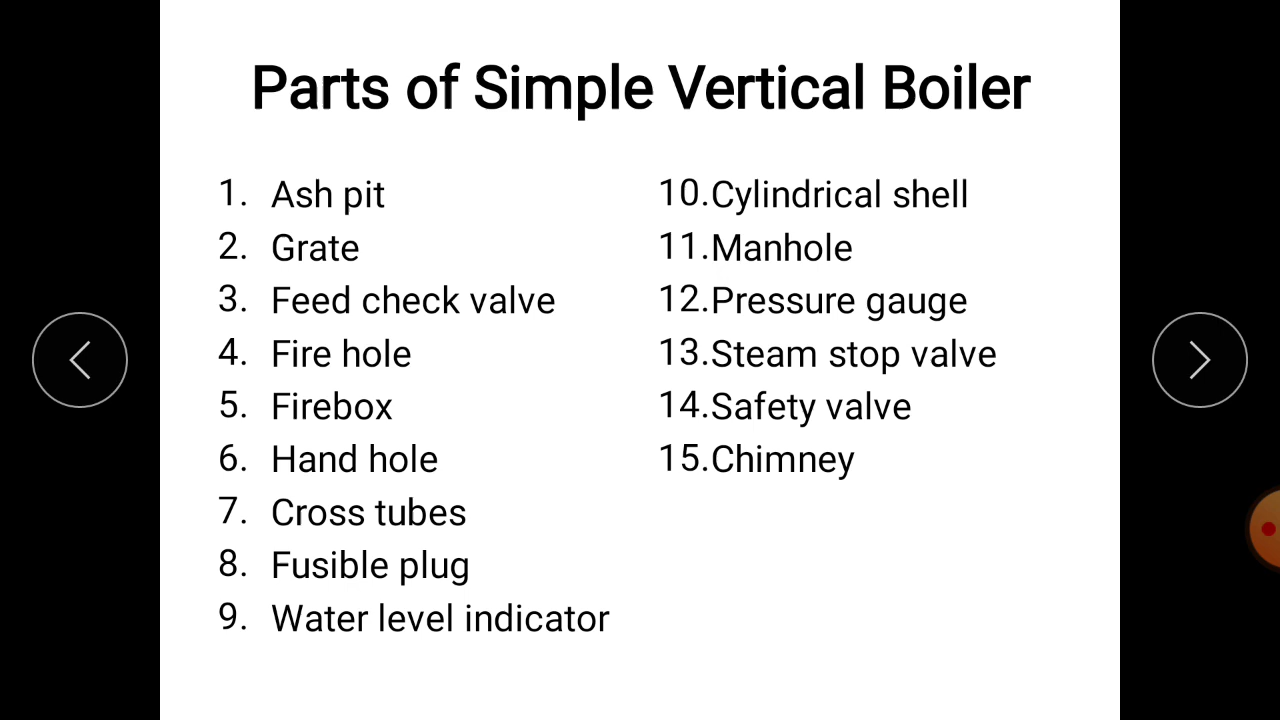 Parts of Simple Vertical Boiler
1. Ash pit
2. Grate
3. Feed check valve
4. Fire hole
5. Firebox
6. Hand hole
7. Cross tubes
8. Fusible plug
9. Water level indicator
10.Cylindrical shell
11.Manhole
12.Pressure gauge
13.Steam stop valve
14.Safety valve
15.Chimney